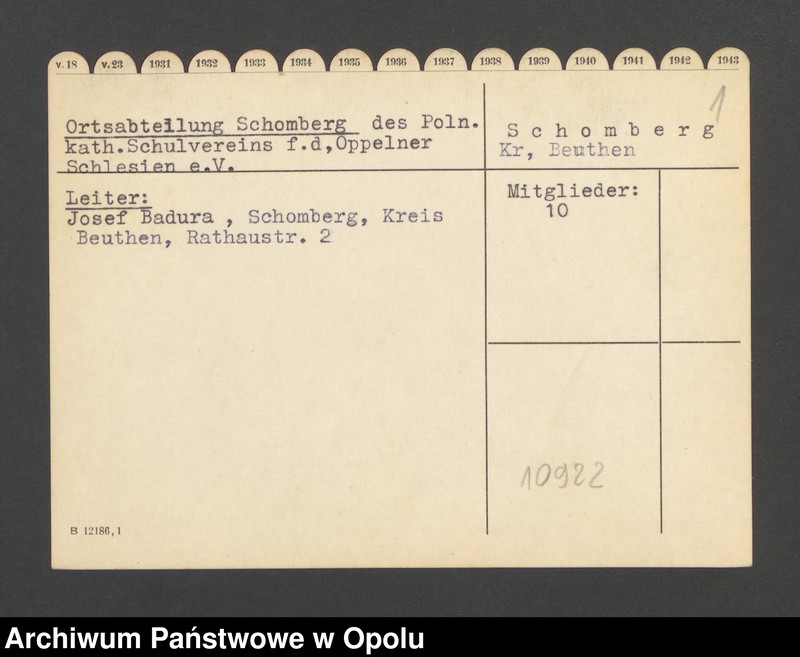 v. 18 v. 23 1931 1932 1933 1934 1935 1936 1937 1938 1939 1940 1941 1942 1943
1
Ortsabteilung Schomberg des Poln.
kath.Schulvereins f.d,Oppelner
Schlesien e.V.
Schomberg
Kr, Beuthen
Leiter:
Josef Badura , Schomberg, Kreis
Beuthen, Rathaustr. 2
Mitglieder:
10
10922
B 12186, 1
Archiwum Państwowe w Opolu